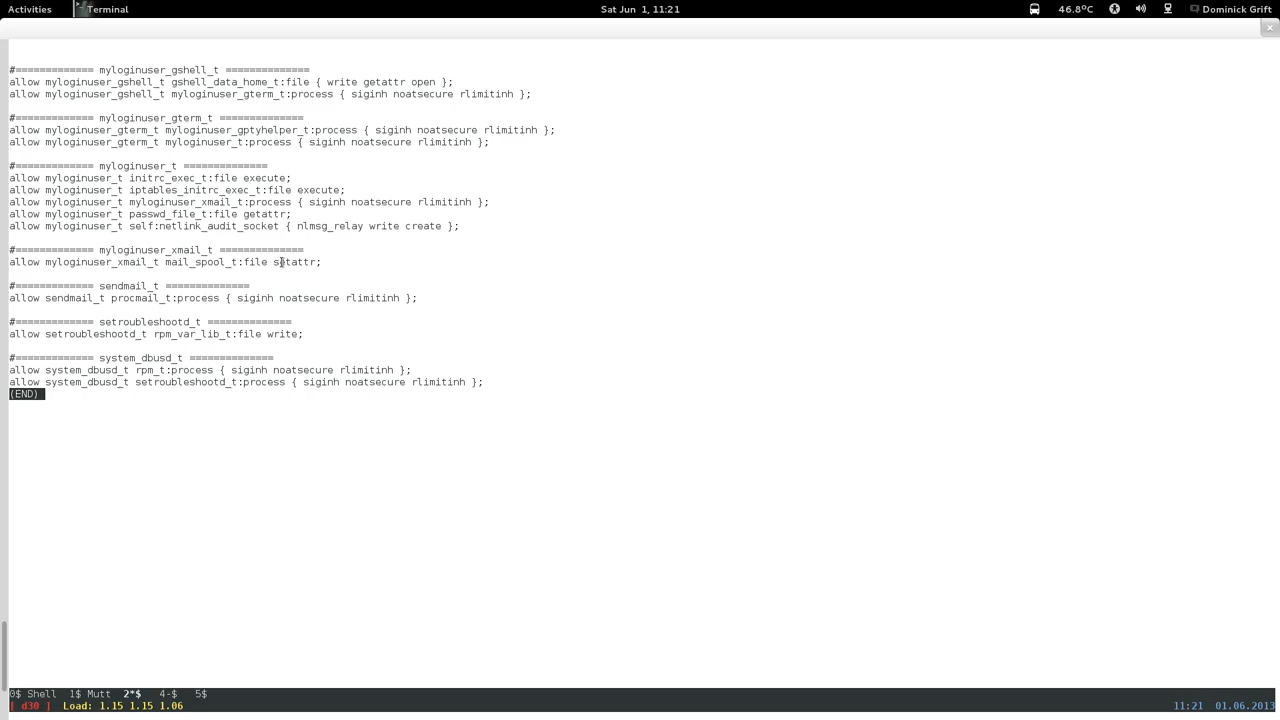 Activities Terminal Sat Jun 1, 11:21 46.8°C Dominick Grift
#============= myloginuser_gshell_t ==============
allow myloginuser_gshell_t gshell_data_home_t:file { write getattr open };
allow myloginuser_gshell_t myloginuser_gterm_t:process { siginh noatsecure rlimitinh };
#============= myloginuser_gterm_t ==============
allow myloginuser_gterm_t myloginuser_gptyhelper_t:process { siginh noatsecure rlimitinh };
allow myloginuser_gterm_t myloginuser_t:process { siginh noatsecure rlimitinh };
#============= myloginuser_t ==============
allow myloginuser_t initrc_exec_t:file execute;
allow myloginuser_t iptables_initrc_exec_t:file execute;
allow myloginuser_t myloginuser_xmail_t:process { siginh noatsecure rlimitinh };
allow myloginuser_t passwd_file_t:file getattr;
allow myloginuser_t self:netlink_audit_socket { nlmsg_relay write create };
#============= myloginuser_xmail_t ==============
allow myloginuser_xmail_t mail_spool_t:file setattr;
#============= sendmail_t ==============
allow sendmail_t procmail_t:process { siginh noatsecure rlimitinh };
#============= setroubleshootd_t ==============
allow setroubleshootd_t rpm_var_lib_t:file write;
#============= system_dbusd_t ==============
allow system_dbusd_t rpm_t:process { siginh noatsecure rlimitinh };
allow system_dbusd_t setroubleshootd_t:process { siginh noatsecure rlimitinh };
(END)
0$ Shell 1$ Mutt 2*$ 4-$ 5$
[ d30 ] Load: 1.15 1.15 1.06 11:21 01.06.2013